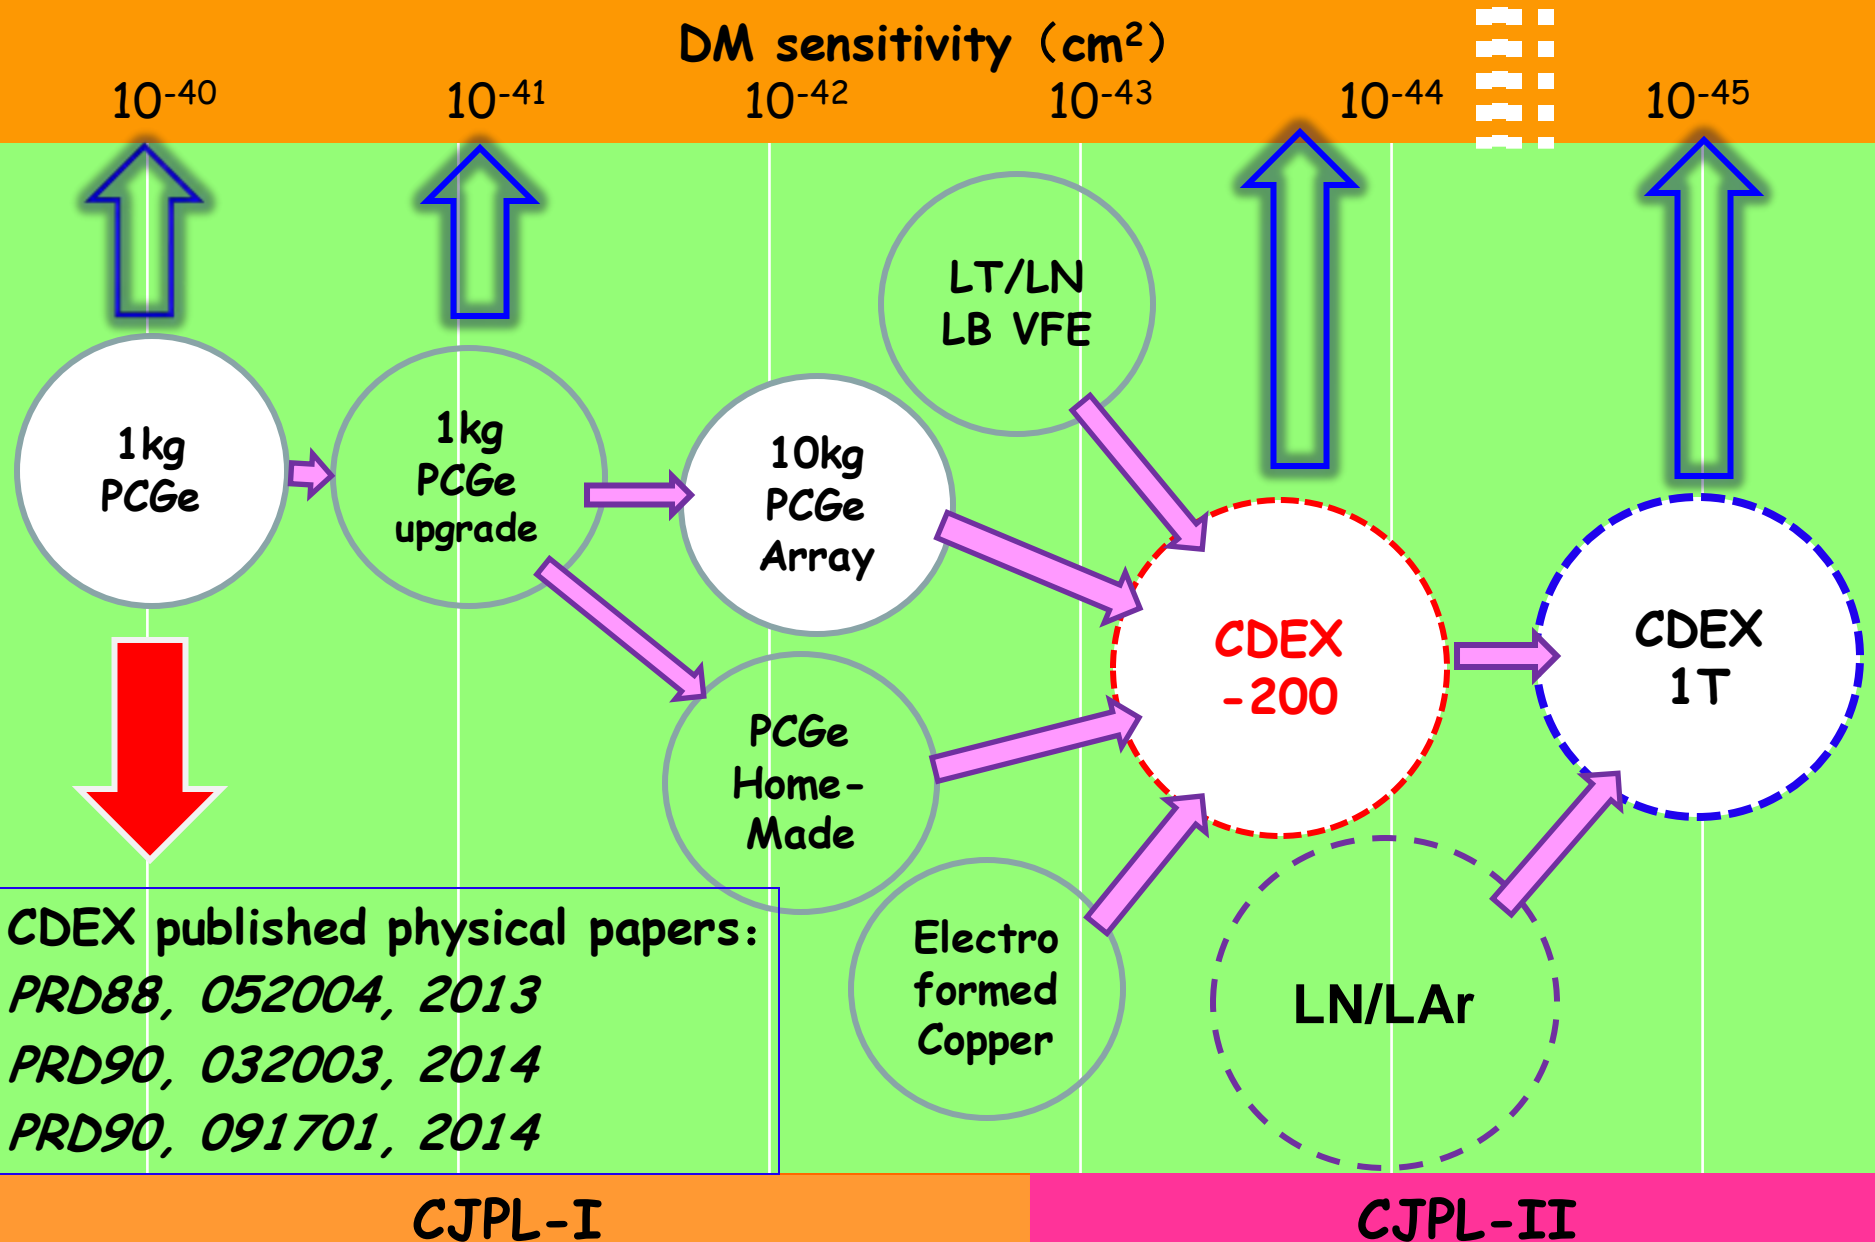 DM sensitivity（cm²）
10⁻⁴⁰ 10⁻⁴¹ 10⁻⁴² 10⁻⁴³ 10⁻⁴⁴ 10⁻⁴⁵
1kg
PCGe
1kg
PCGe
upgrade
10kg
PCGe
Array
LT/LN
LB VFE
PCGe
Home-
Made
Electro
formed
Copper
CDEX
-200
CDEX
1T
LN/LAr
CDEX published physical papers：
PRD88, 052004, 2013
PRD90, 032003, 2014
PRD90, 091701, 2014
CJPL-I
CJPL-II